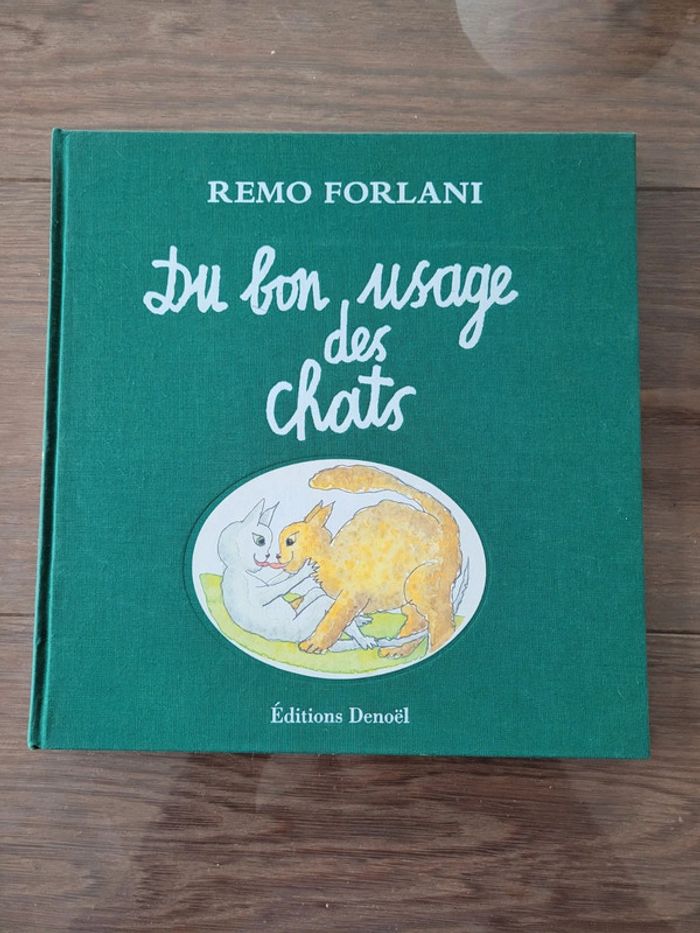 REMO FORLANI
Du bon usage
des
chats
Éditions Denoël